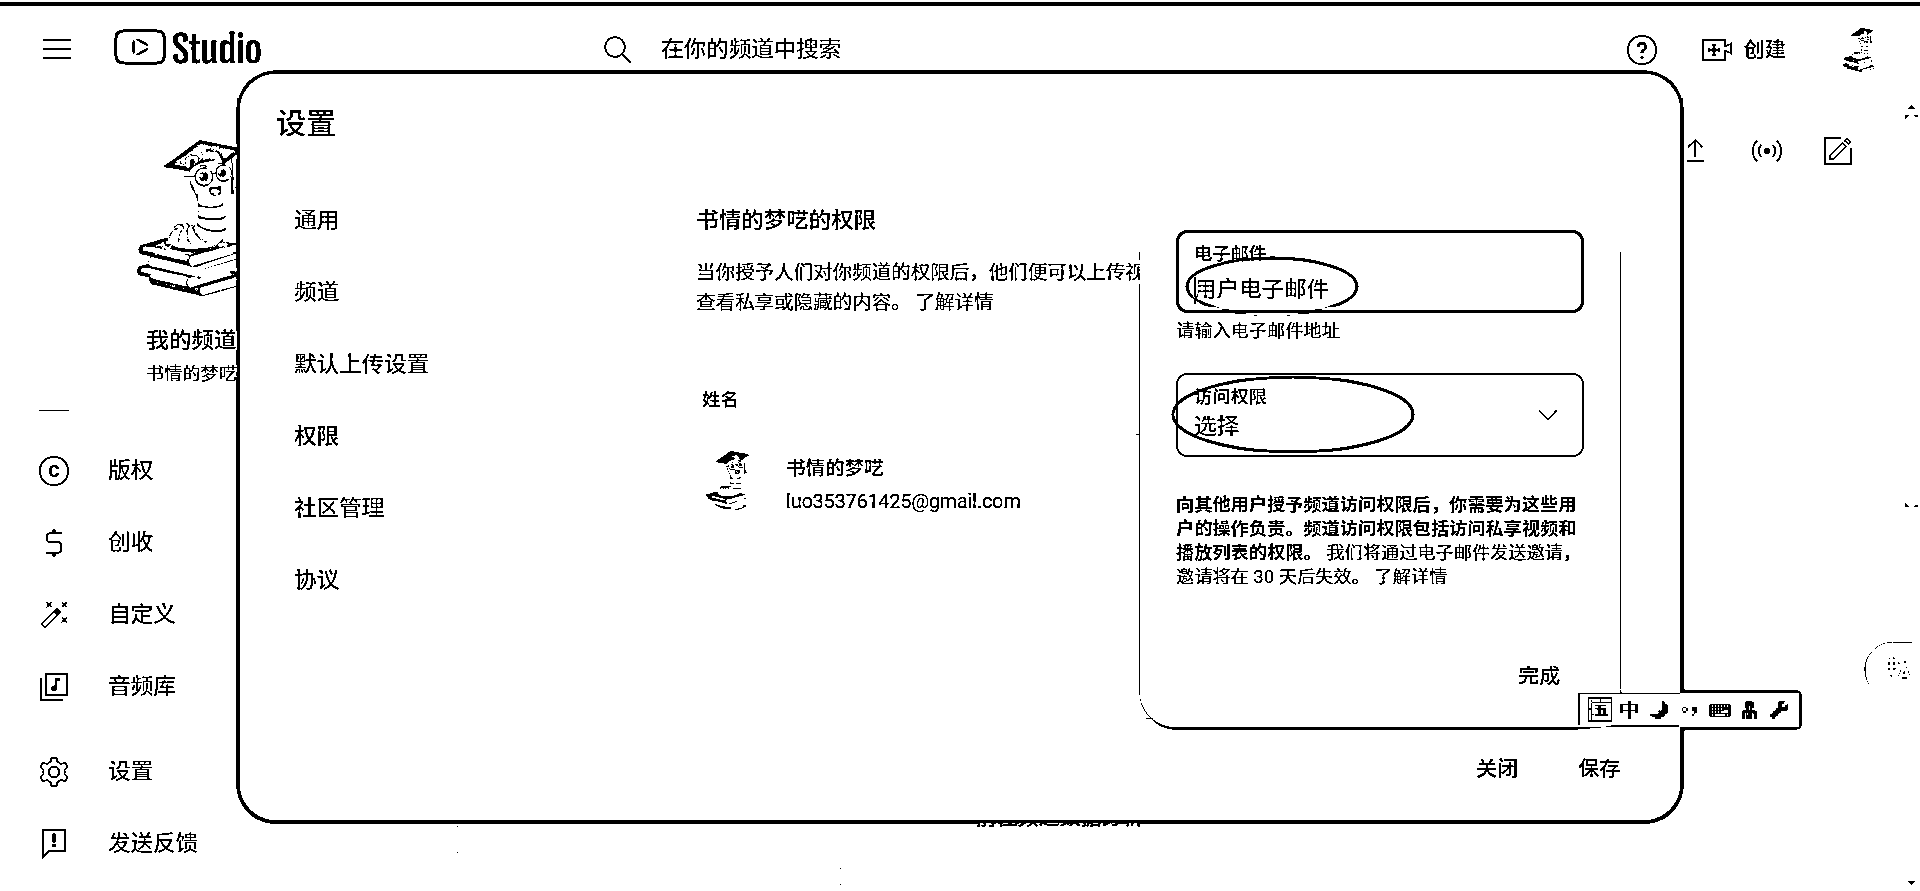 Studio
在你的频道中搜索
创建
设置
我的频道
书情的梦呓
版权
创收
自定义
音频库
设置
发送反馈
通用
频道
默认上传设置
权限
社区管理
协议
书情的梦呓的权限
当你授予人们对你频道的权限后，他们便可以上传
查看私享或隐藏的内容。 了解详情
姓名
书情的梦呓
luo353761425@gmail.com
电子邮件
用户电子邮件
请输入电子邮件地址
访问权限
选择
向其他用户授予频道访问权限后，你需要为这些用
户的操作负责。频道访问权限包括访问私享视频和
播放列表的权限。 我们将通过电子邮件发送邀请，
邀请将在 30 天后失效。 了解详情
完成
五 中
关闭 保存